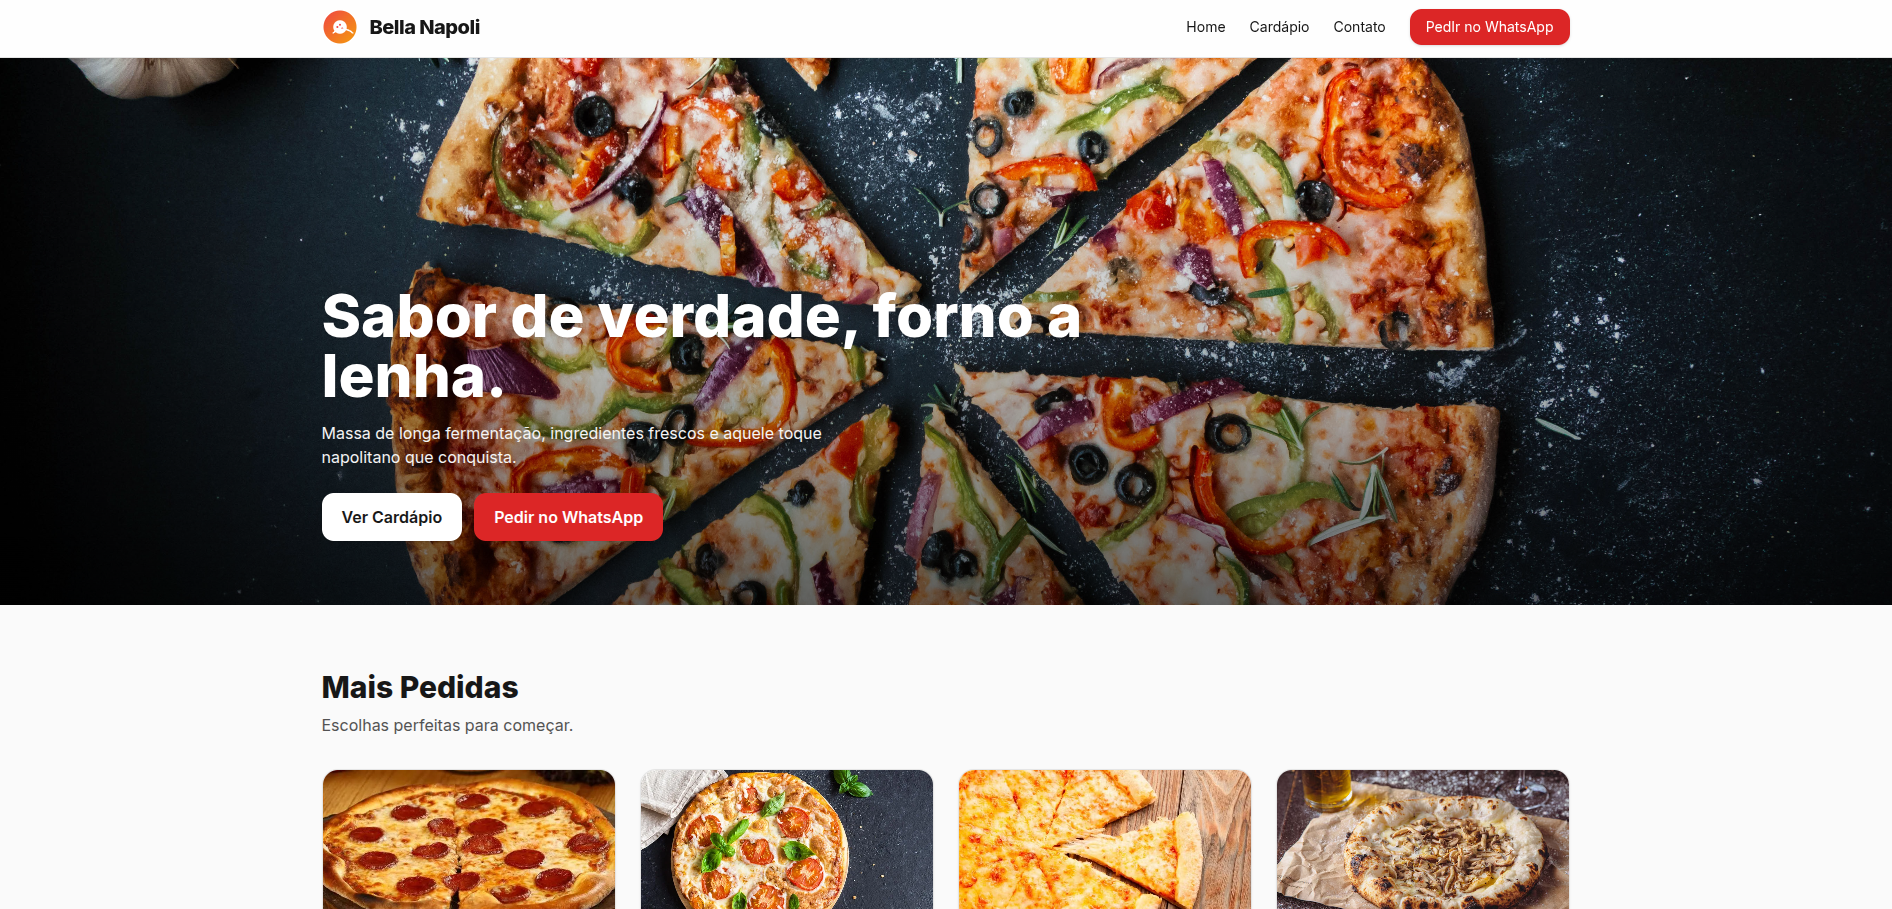 Bella Napoli
Home
Cardápio
Contato
PedIr no WhatsApp
Sabor de verdade, forno a
lenha.
Massa de longa fermentação, ingredientes frescos e aquele toque
napolitano que conquista.
Ver Cardápio
Pedir no WhatsApp
Mais Pedidas
Escolhas perfeitas para começar.